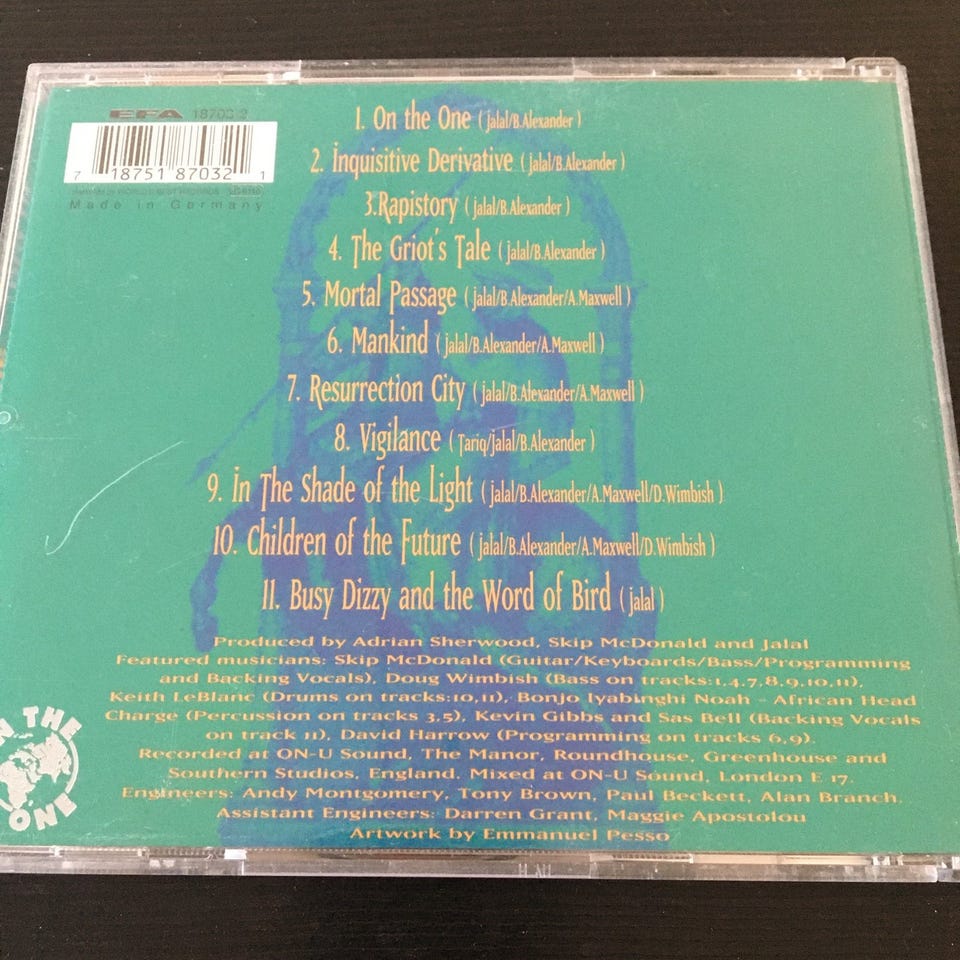 EFA 18703 2
7 18751 87032 1
Made in Germany
1. On the One ( jalal/B.Alexander )
2. Inquisitive Derivative ( jalal/B.Alexander )
3.Rapistory ( jalal/B.Alexander )
4. The Griot's Tale ( jalal/B.Alexander )
5. Mortal Passage ( jalal/B.Alexander/A.Maxwell )
6. Mankind ( jalal/B.Alexander/A.Maxwell )
7. Resurrection City ( jalal/B.Alexander/A.Maxwell )
8. Vigilance ( Tariq/jalal/B.Alexander )
9. In The Shade of the Light ( jalal/B.Alexander/A.Maxwell/D.Wimbish )
10. Children of the Future ( jalal/B.Alexander/A.Maxwell/D.Wimbish )
11. Busy Dizzy and the Word of Bird ( jalal )
Produced by Adrian Sherwood, Skip McDonald and Jalal
Featured musicians: Skip McDonald (Guitar/Keyboards/Bass/Programming
and Backing Vocals), Doug Wimbish (Bass on tracks:1,4,7,8,9,10,11),
Keith LeBlanc (Drums on tracks:10,11), Bonjo Iyabinghi Noah - African Head
Charge (Percussion on tracks 3,5), Kevin Gibbs and Sas Bell (Backing Vocals
on track 11), David Harrow (Programming on tracks 6,9).
Recorded at ON-U Sound, The Manor, Roundhouse, Greenhouse and
Southern Studios, England. Mixed at ON-U Sound, London E 17.
Engineers: Andy Montgomery, Tony Brown, Paul Beckett, Alan Branch.
Assistant Engineers: Darren Grant, Maggie Apostolou
Artwork by Emmanuel Pesso
THE
ONE